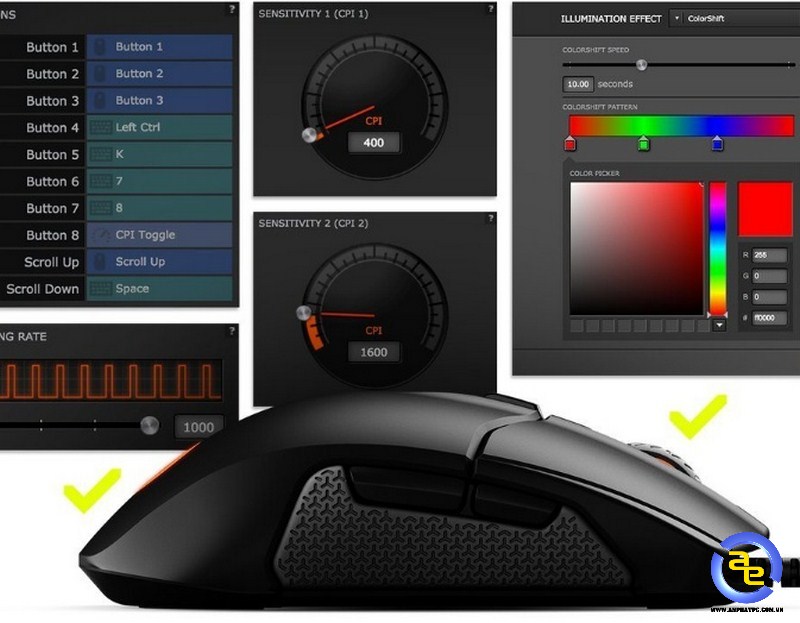 NS
?
Button 1 Button 1
Button 2 Button 2
Button 3 Button 3
Button 4 Left Ctrl
Button 5 K
Button 6 7
Button 7 8
Button 8 CPI Toggle
Scroll Up Scroll Up
Scroll Down Space
NG RATE ?
1000
SENSITIVITY 1 (CPI 1) ?
CPI
400
SENSITIVITY 2 (CPI 2) ?
CPI
1600
ILLUMINATION EFFECT ColorShift
COLORSHIFT SPEED
10.00 seconds
COLORSHIFT PATTERN
COLOR PICKER
R 255
G 0
B 0
# ff0000
ae
WWW.ANPHATPC.COM.VN